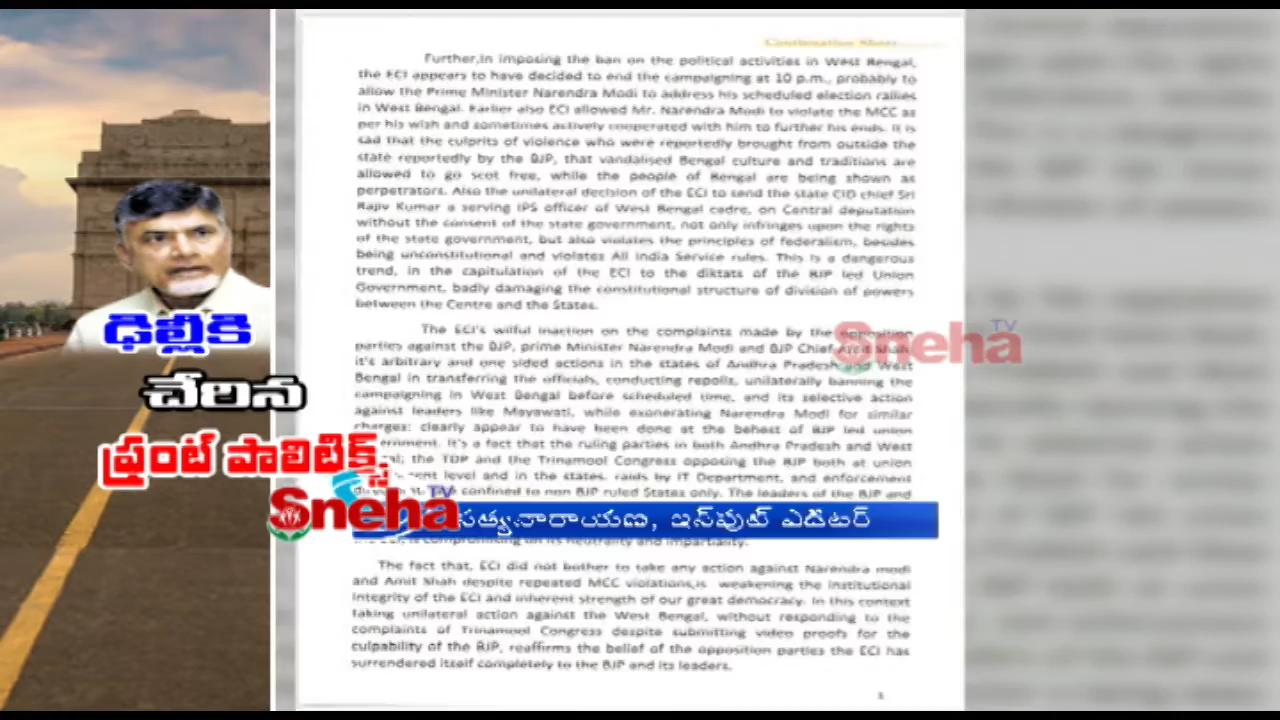 Continuation Sheet
Further,in imposing the ban on the political activities in West Bengal,
the ECI appears to have decided to end the campaigning at 10 p.m., probably to
allow the Prime Minister Narendra Modi to address his scheduled election rallies
in West Bengal. Earlier also ECI allowed Mr. Narendra Modi to violate the MCC as
per his wish and sometimes actively cooperated with him to further his ends. It is
sad that the culprits of violence who were reportedly brought from outside the
state reportedly by the BJP, that vandalised Bengal culture and traditions are
allowed to go scot free, while the people of Bengal are being shown as
perpetrators. Also the unilateral decision of the ECI to send the state CID chief Sri
Rajiv Kumar a serving IPS officer of West Bengal cadre, on Central deputation
without the consent of the state government, not only infringes upon the rights
of the state government, but also violates the principles of federalism, besides
being unconstitutional and violates All India Service rules. This is a dangerous
trend, in the capitulation of the ECI to the diktats of the BJP led Union
Government, badly damaging the constitutional structure of division of powers
between the Centre and the States.
The ECI's wilful inaction on the complaints made by the opposition
parties against the BJP, prime Minister Narendra Modi and BJP Chief Amit Shah,
it's arbitrary and one sided actions in the states of Andhra Pradesh and West
Bengal in transferring the officials, conducting repolls, unilaterally banning the
campaigning in West Bengal before scheduled time, and its selective action
against leaders like Mayawati, while exonerating Narendra Modi for similar
charges: clearly appear to have been done at the behest of BJP led union
ernment. It's a fact that the ruling parties in both Andhra Pradesh and West
the TDP and the Trinamool Congress opposing the BJP both at union
ent level and in the states, raids by IT Department, and enforcement
confined to non BJP ruled States only. The leaders of the BJP and
is compromising on its neutrality and impartiality.
The fact that, ECI did not bother to take any action against Narendra modi
and Amit Shah despite repeated MCC violations,is weakening the institutional
integrity of the ECI and inherent strength of our great democracy. In this context
taking unilateral action against the West Bengal, without responding to the
complaints of Trinamool Congress despite submitting video proofs for the
culpability of the BJP, reaffirms the belief of the opposition parties the ECI has
surrendered itself completely to the BJP and its leaders.
ఢిల్లీకి
చేరిన
ఫ్రంట్ పాలిటిక్స్
Sneha TV
Sneha TV
సత్యనారాయణ, ఇన్‌పుట్ ఎడిటర్